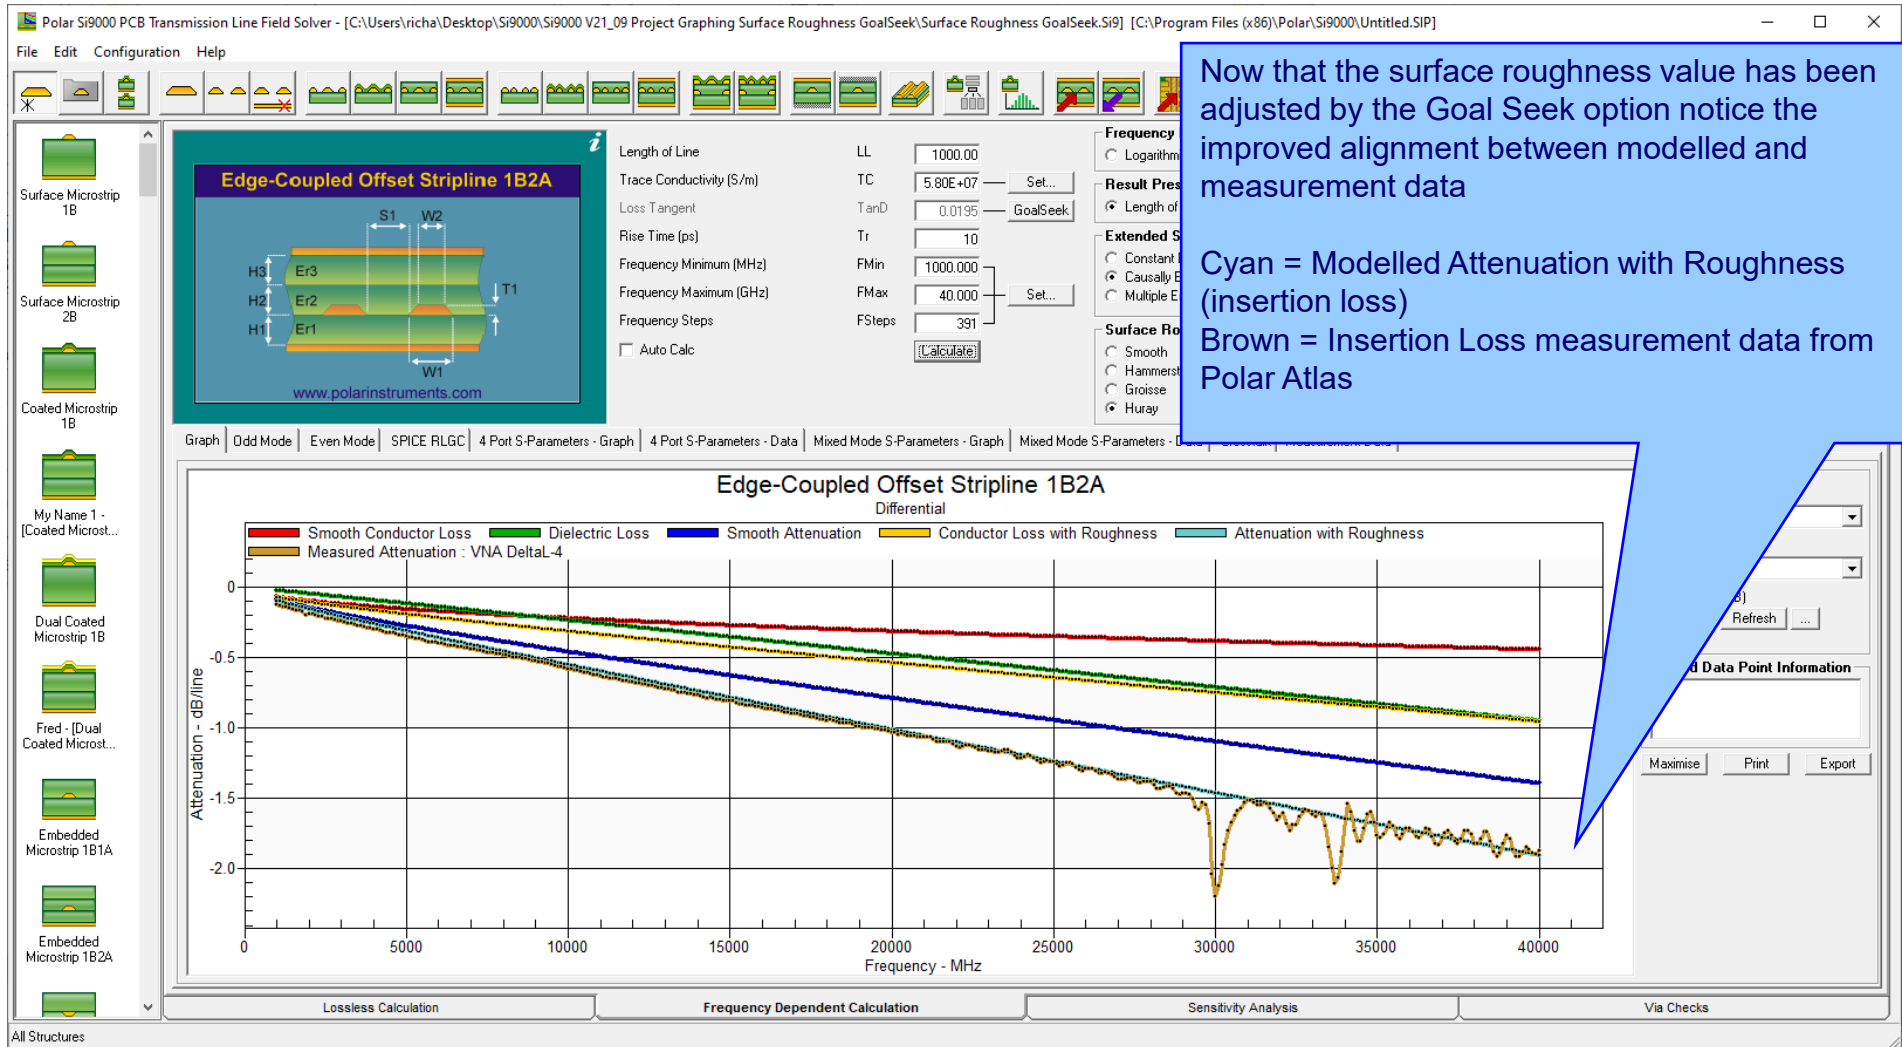 Polar Si9000 PCB Transmission Line Field Solver - [C:\Users\richa\Desktop\Si9000\Si9000 V21_09 Project Graphing Surface Roughness GoalSeek\Surface Roughness GoalSeek.Si9] [C:\Program Files (x86)\Polar\Si9000\Untitled.SIP]
File Edit Configuration Help
Now that the surface roughness value has been
adjusted by the Goal Seek option notice the
improved alignment between modelled and
measurement data
Cyan = Modelled Attenuation with Roughness
(insertion loss)
Brown = Insertion Loss measurement data from
Polar Atlas
Surface Microstrip
1B
Surface Microstrip
2B
Coated Microstrip
1B
My Name 1 -
[Coated Microst...
Dual Coated
Microstrip 1B
Fred - [Dual
Coated Microst...
Embedded
Microstrip 1B1A
Embedded
Microstrip 1B2A
i
Edge-Coupled Offset Stripline 1B2A
S1 W2
H3 Er3
T1
H2 Er2
H1 Er1
W1
www.polarinstruments.com
Length of Line LL 1000.00
Trace Conductivity (S/m) TC 5.80E+07 Set...
Loss Tangent TanD 0.0195 GoalSeek
Rise Time (ps) Tr 10
Frequency Minimum (MHz) FMin 1000.000
Frequency Maximum (GHz) FMax 40.000 Set...
Frequency Steps FSteps 391
Auto Calc Calculate
Frequency
Logarithm
Result Pres
Length of
Extended S
Constant
Causally E
Multiple E
Surface Ro
Smooth
Hammerst
Groisse
Huray
Graph Odd Mode Even Mode SPICE RLGC 4 Port S-Parameters - Graph 4 Port S-Parameters - Data Mixed Mode S-Parameters - Graph Mixed Mode S-Parameters -
Edge-Coupled Offset Stripline 1B2A
Differential
Smooth Conductor Loss Dielectric Loss Smooth Attenuation Conductor Loss with Roughness Attenuation with Roughness
Measured Attenuation : VNA DeltaL-4
0
-0.5
-1.0
-1.5
-2.0
Attenuation - dB/line
0 5000 10000 15000 20000 25000 30000 35000 40000
Frequency - MHz
Refresh ...
Data Point Information
Maximise Print Export
Lossless Calculation Frequency Dependent Calculation Sensitivity Analysis Via Checks
All Structures